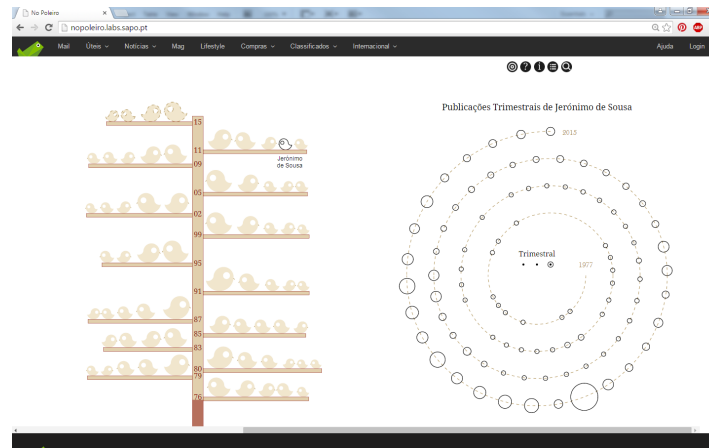 No Poleiro
nopoleiro.labs.sapo.pt
Mail Úteis Notícias Mag Lifestyle Compras Classificados Internacional Ajuda Login
Publicações Trimestrais de Jerónimo de Sousa
2015
15
11
Jerónimo
de Sousa
09
05
02
99
95
91
87
85
83
80
79
76
Trimestral
1977